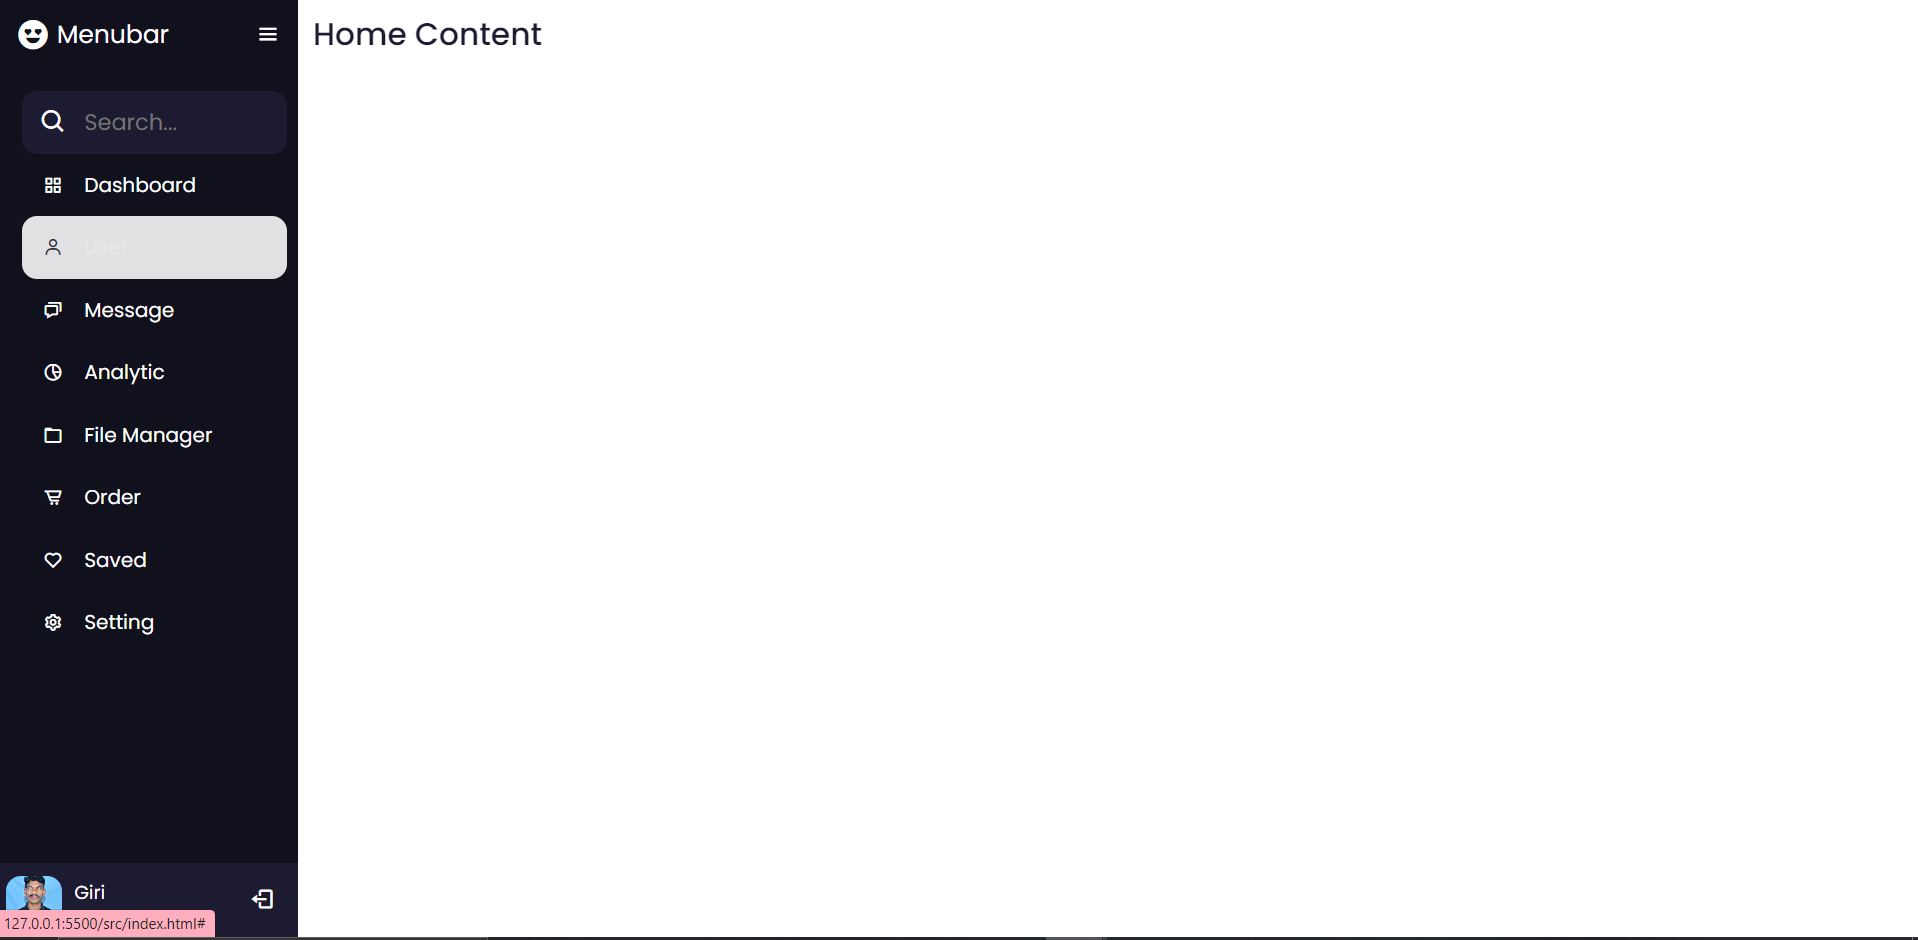 Menubar
Home Content
Search...
Dashboard
User
Message
Analytic
File Manager
Order
Saved
Setting
Giri
127.0.0.1:5500/src/index.html#